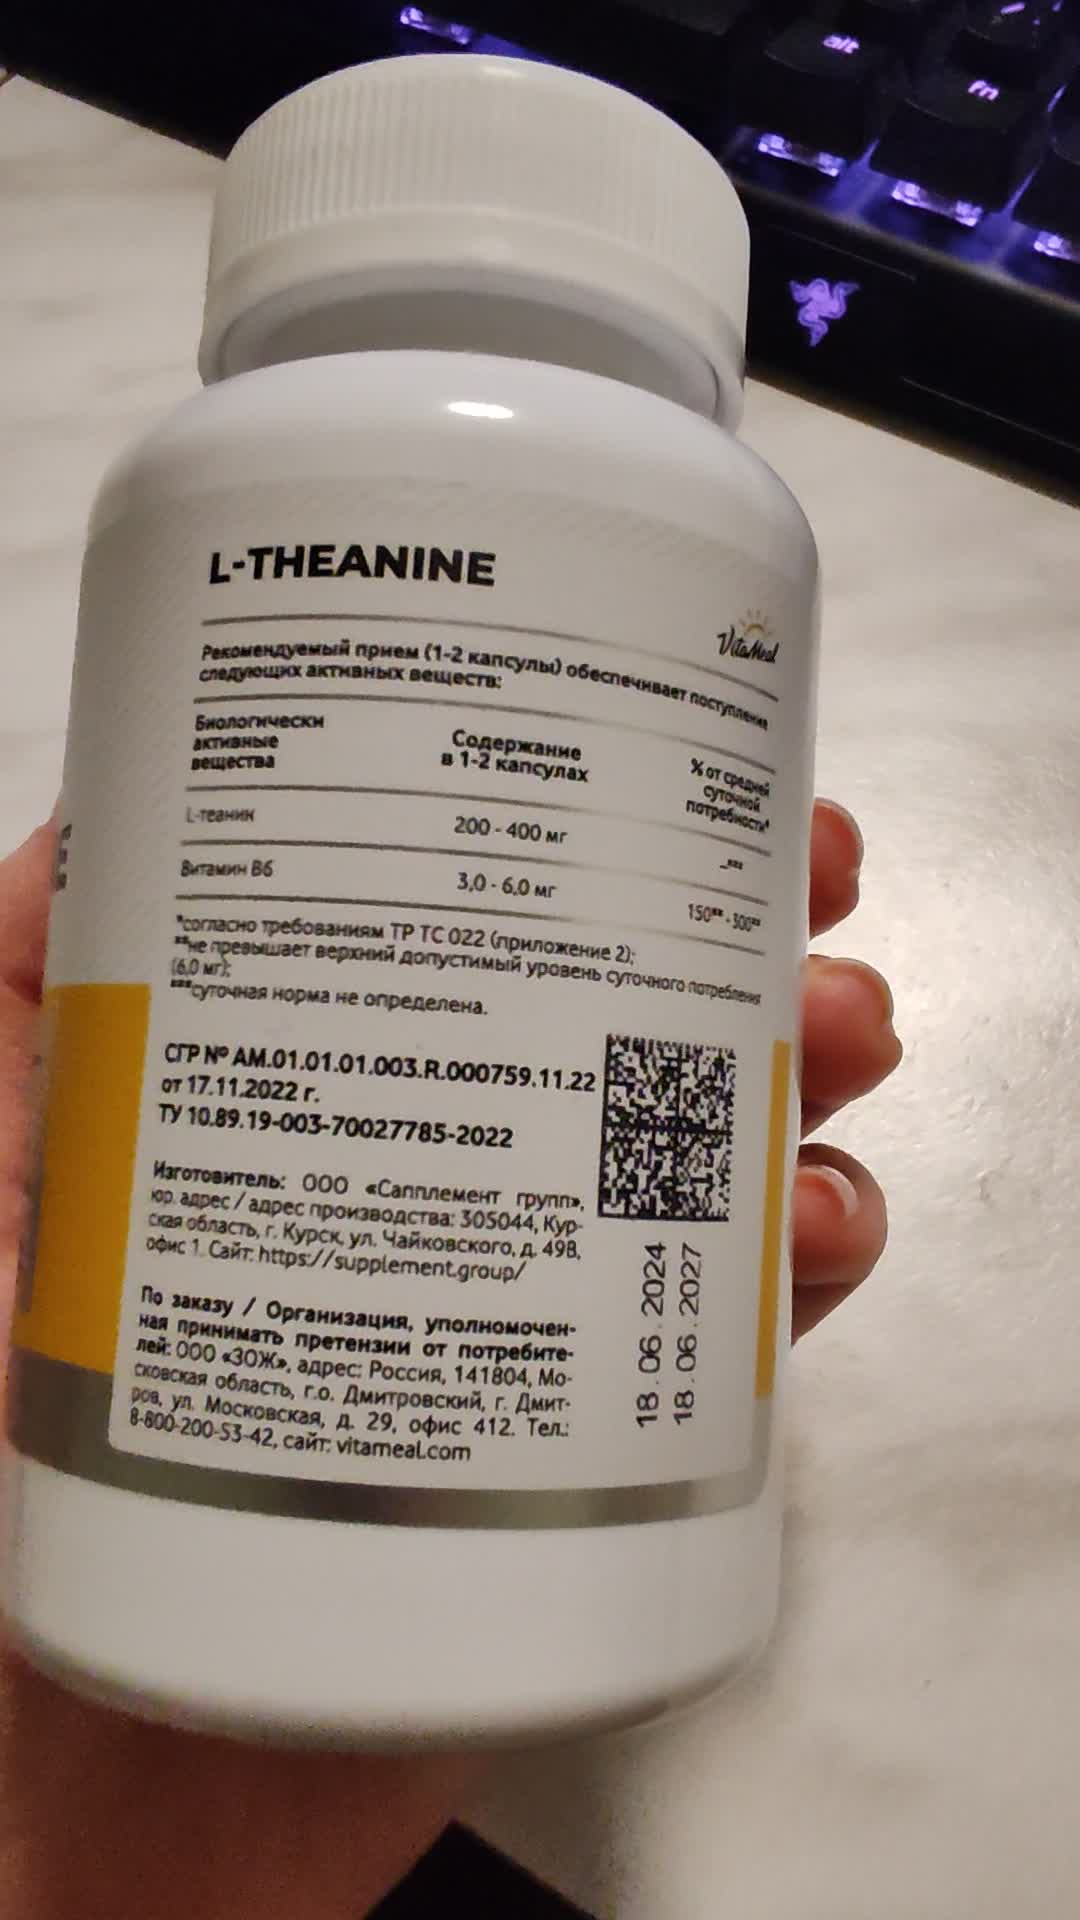 alt
fn
L-THEANINE
VitaMeal
Рекомендуемый прием (1-2 капсулы) обеспечивает поступление
следующих активных веществ:
Биологически
активные
вещества
Содержание
в 1-2 капсулах
% от средней
суточной
потребности*
L-теанин
200 - 400 мг
_***
Витамин В6
3,0 - 6,0 мг
150** - 300**
*согласно требованиям ТР ТС 022 (приложение 2);
**не превышает верхний допустимый уровень суточного потребления
(6,0 мг);
***суточная норма не определена.
СГР № AM.01.01.01.003.R.000759.11.22
от 17.11.2022 г.
ТУ 10.89.19-003-70027785-2022
Изготовитель: ООО «Сапплемент групп»,
юр. адрес / адрес производства: 305044, Кур-
ская область, г. Курск, ул. Чайковского, д. 49В,
офис 1. Сайт: https://supplement.group/
По заказу / Организация, уполномочен-
ная принимать претензии от потребите-
лей: ООО «ЗОЖ», адрес: Россия, 141804, Мо-
сковская область, г.о. Дмитровский, г. Дмит-
ров, ул. Московская, д. 29, офис 412. Тел.:
8-800-200-53-42, сайт: vitameal.com
18.06.2024
18.06.2027